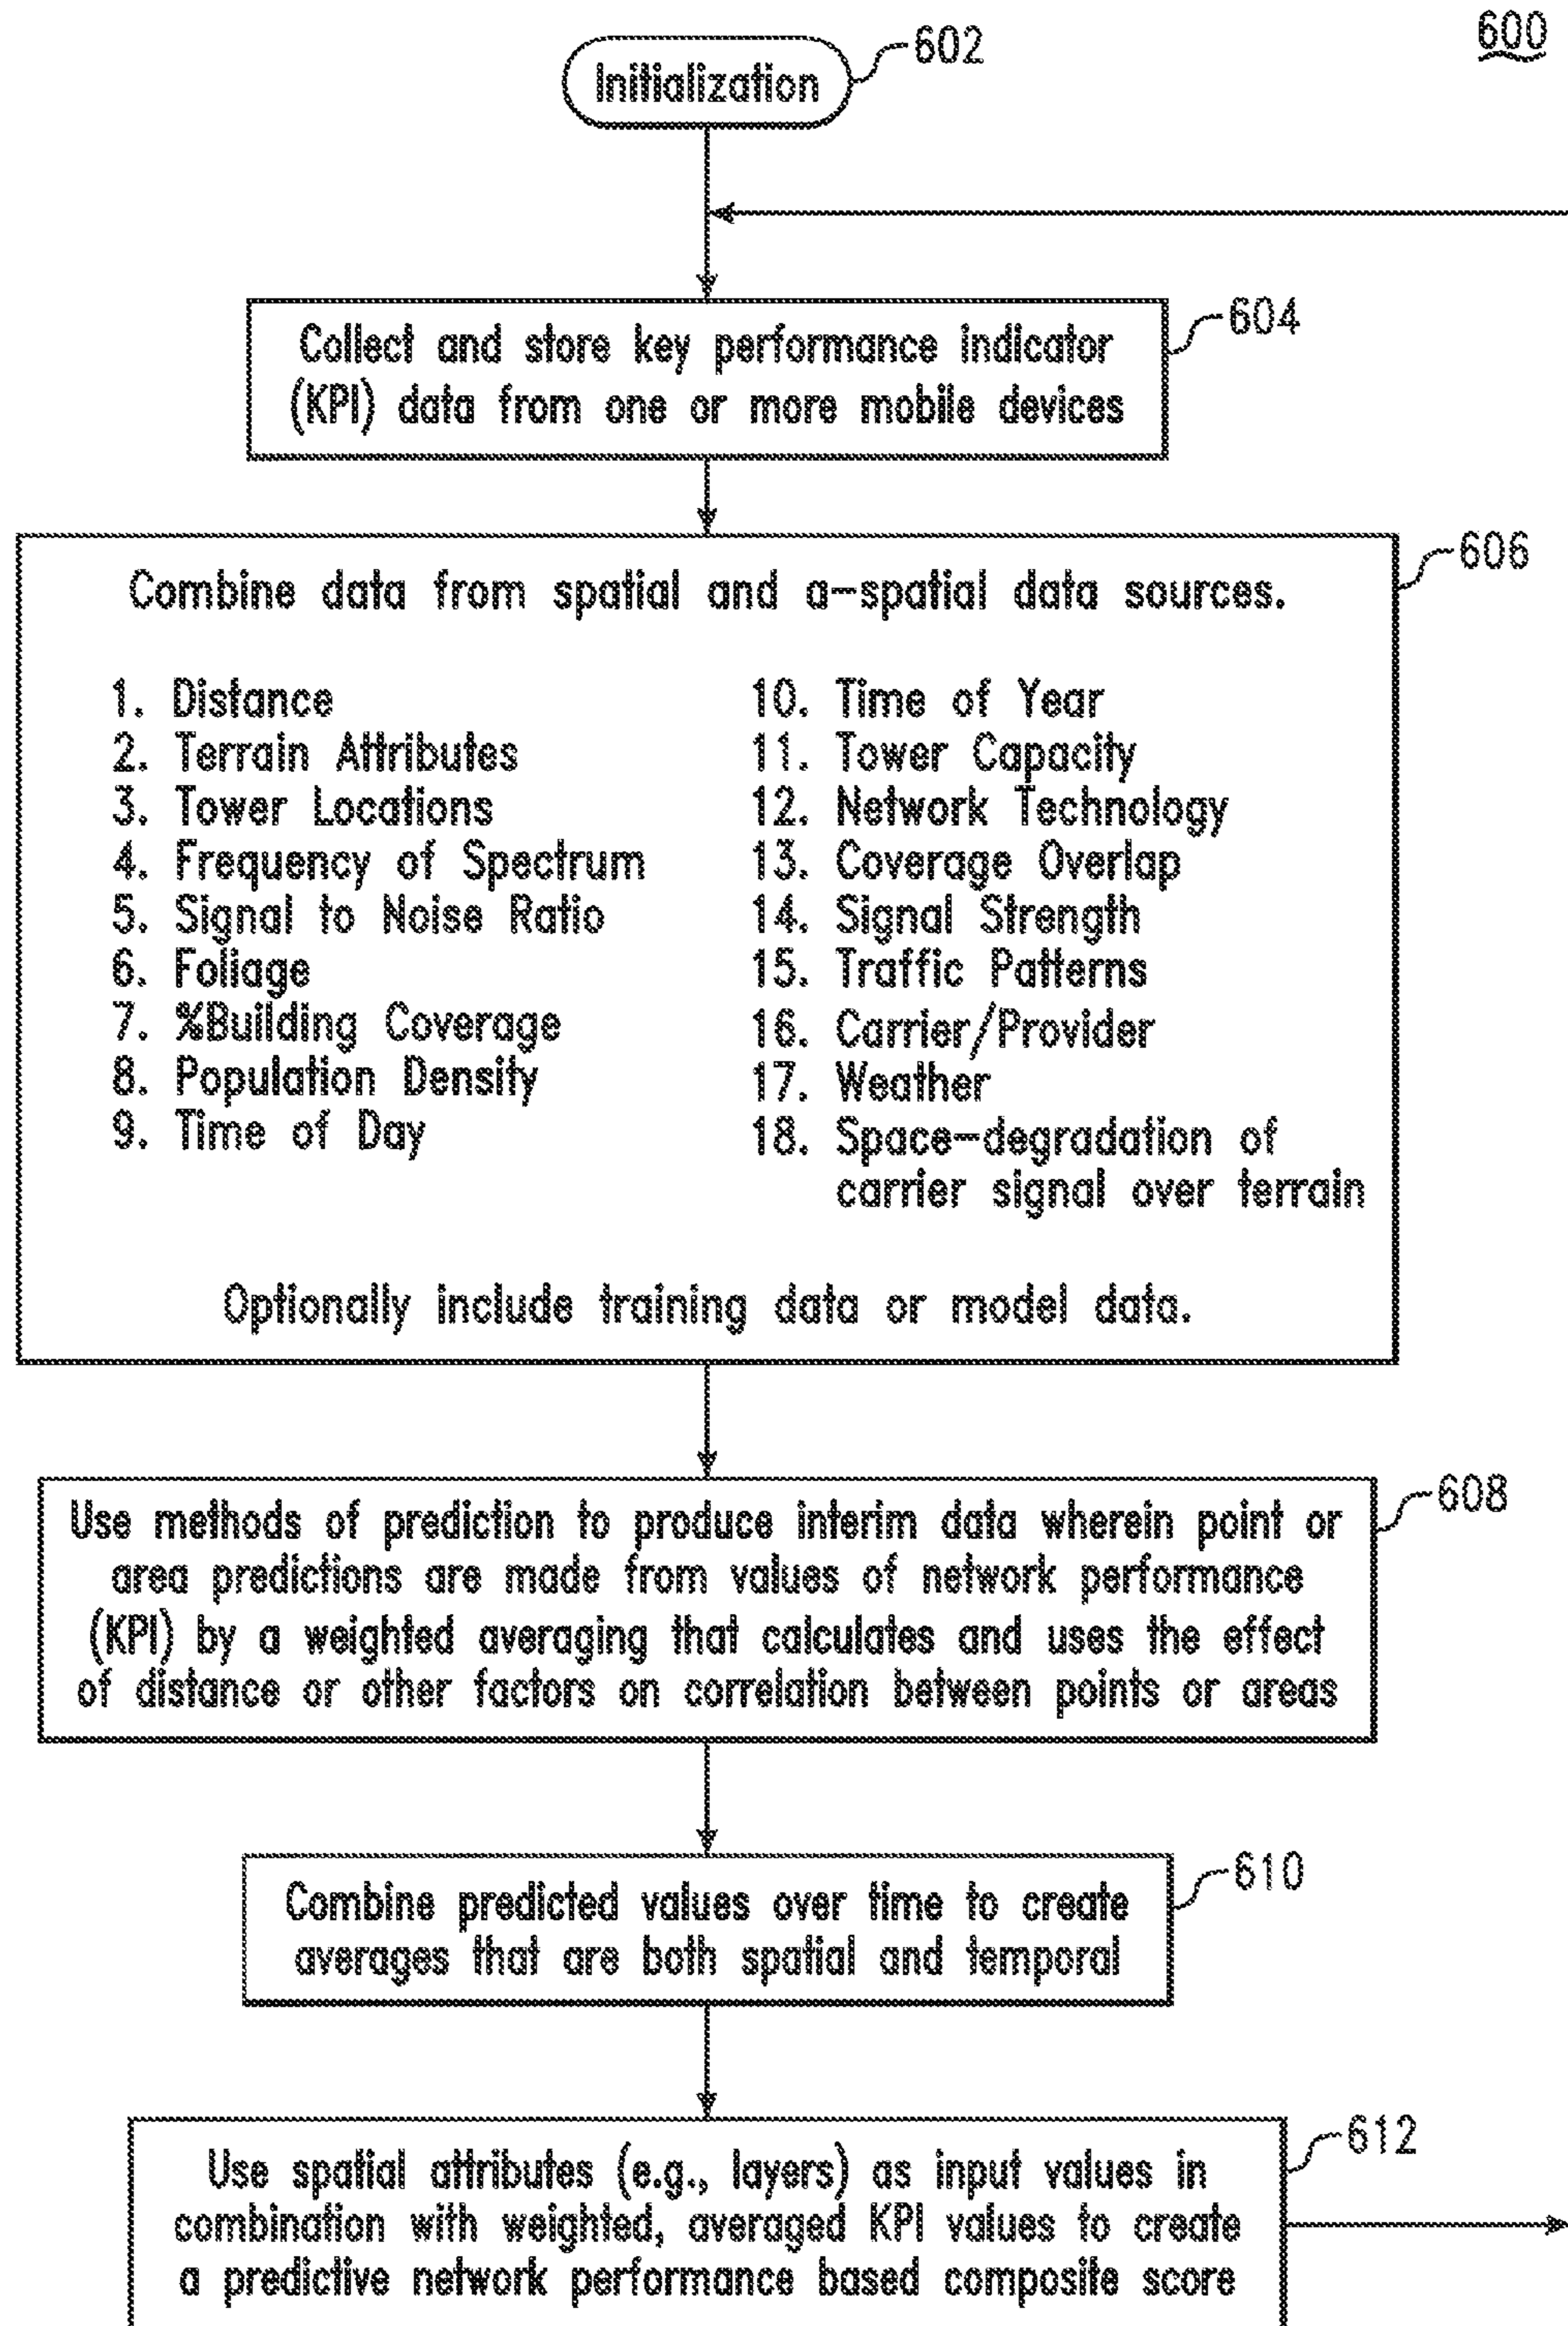 600
Initialization
602
Collect and store key performance indicator
(KPI) data from one or more mobile devices
604
Combine data from spatial and a-spatial data sources.
606
1. Distance
2. Terrain Attributes
3. Tower Locations
4. Frequency of Spectrum
5. Signal to Noise Ratio
6. Foliage
7. %Building Coverage
8. Population Density
9. Time of Day
10. Time of Year
11. Tower Capacity
12. Network Technology
13. Coverage Overlap
14. Signal Strength
15. Traffic Patterns
16. Carrier/Provider
17. Weather
18. Space-degradation of
carrier signal over terrain
Optionally include training data or model data.
Use methods of prediction to produce interim data wherein point or
area predictions are made from values of network performance
(KPI) by a weighted averaging that calculates and uses the effect
of distance or other factors on correlation between points or areas
608
Combine predicted values over time to create
averages that are both spatial and temporal
610
Use spatial attributes (e.g., layers) as input values in
combination with weighted, averaged KPI values to create
a predictive network performance based composite score
612